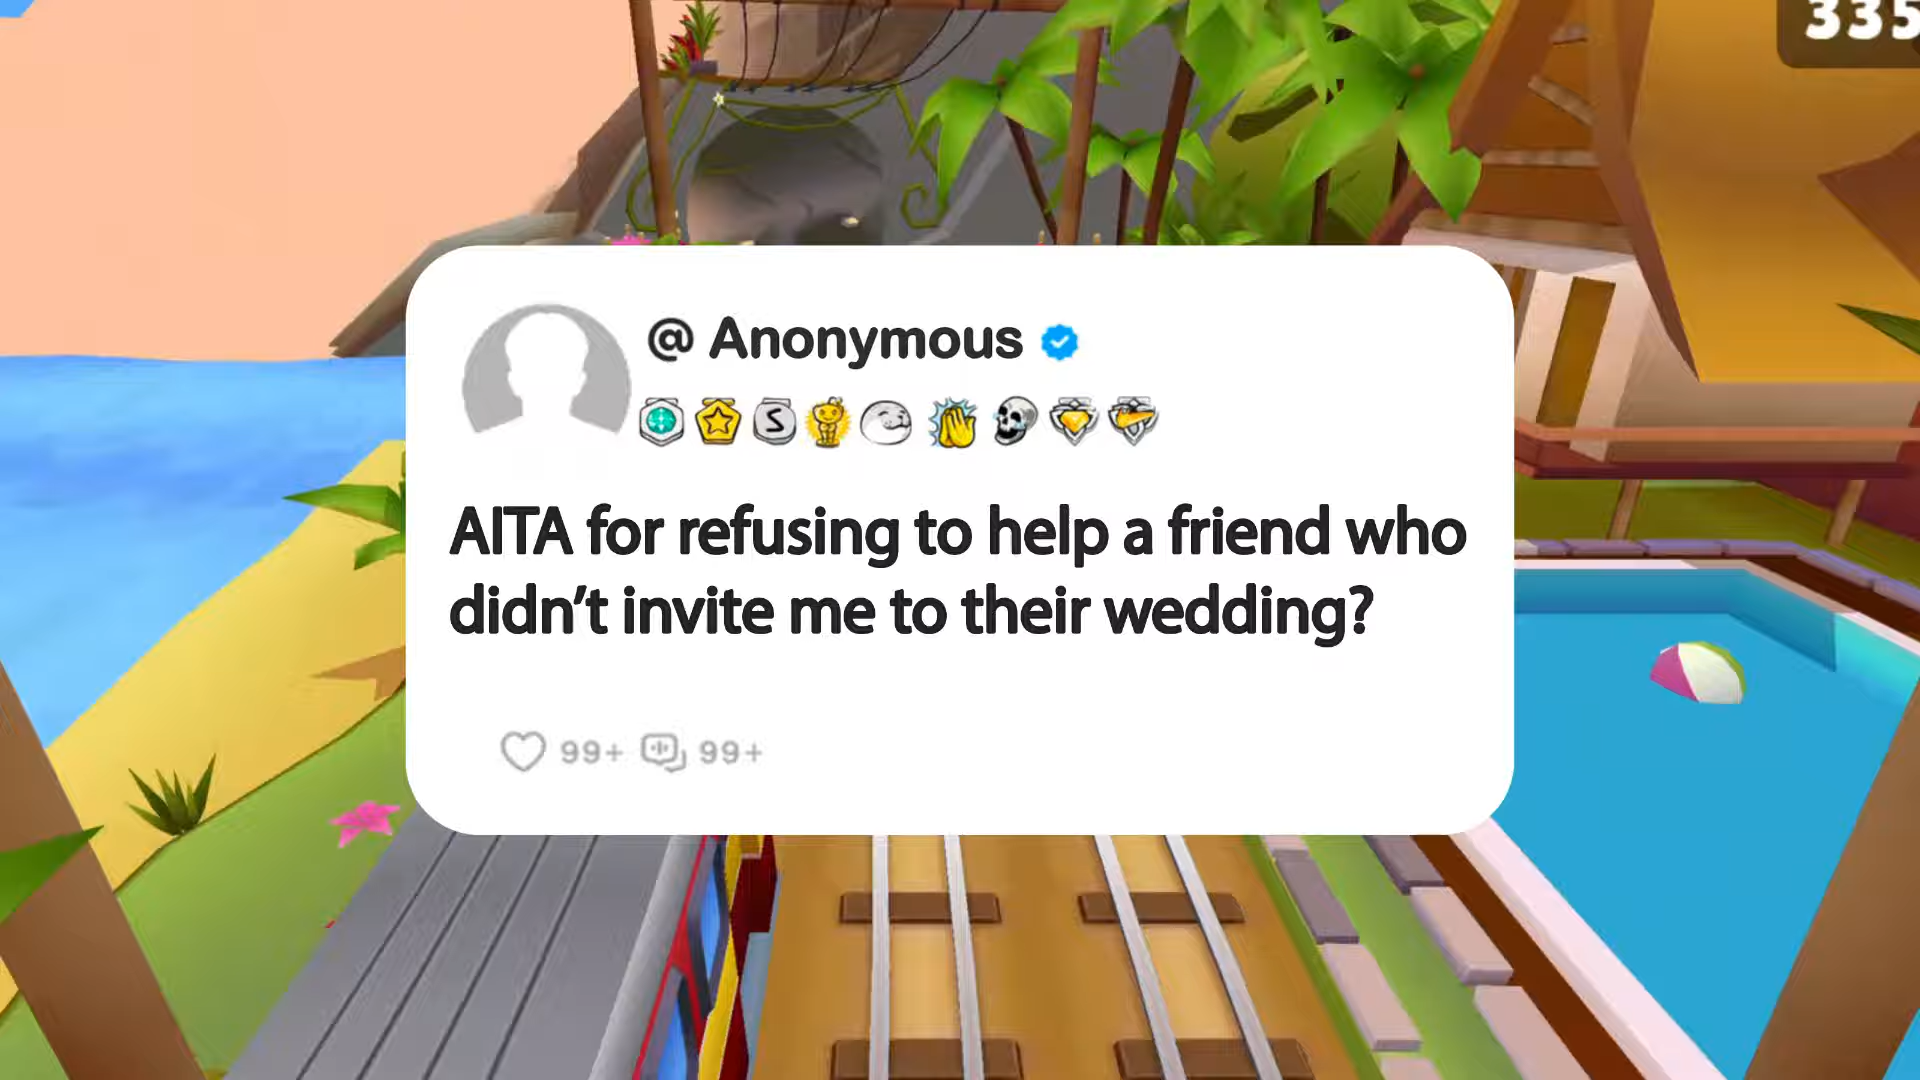 335
@ Anonymous
S
AITA for refusing to help a friend who
didn’t invite me to their wedding?
99+ 99+